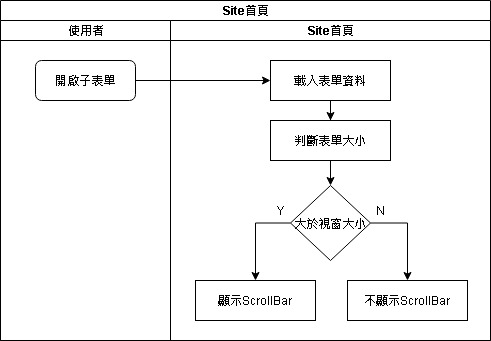 Site首頁
使用者
Site首頁
開啟子表單
載入表單資料
判斷表單大小
大於視窗大小
Y
N
顯示ScrollBar
不顯示ScrollBar